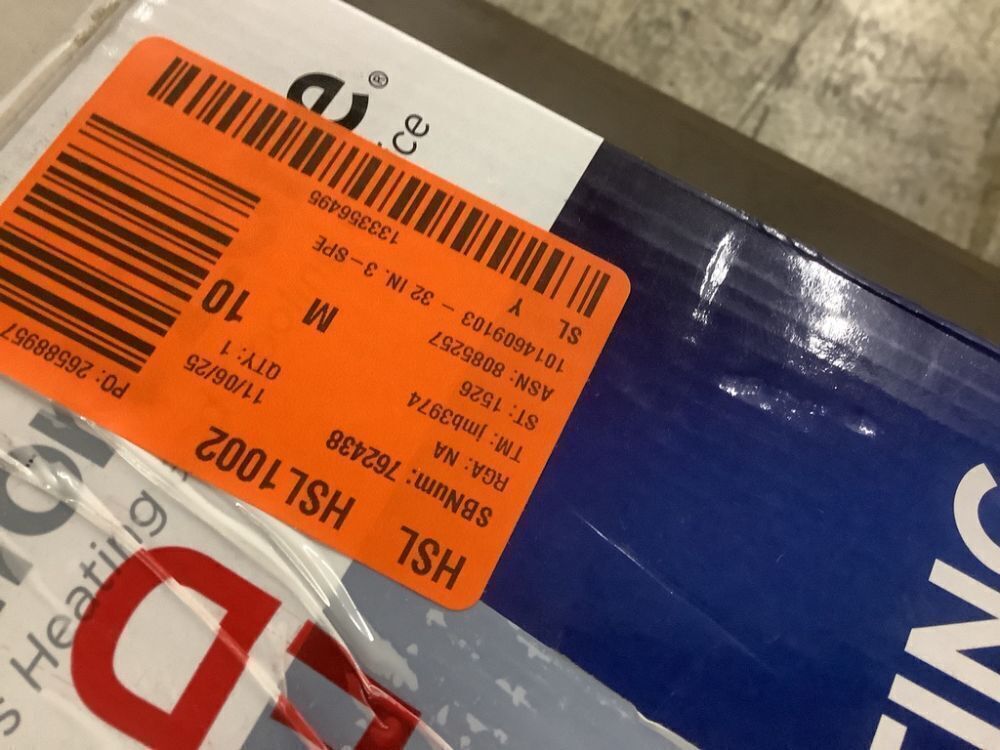 HSL HSL1002
SBNum: 762438
RGA: NA
TM: jmb3974
ST: 1526
ASN: 8085257
1014609103 - 32 IN. 3-SPE
SL Y
133356495
11/06/25
QTY: 1
M
10
PO: 26588957
e®
ce
s Heating